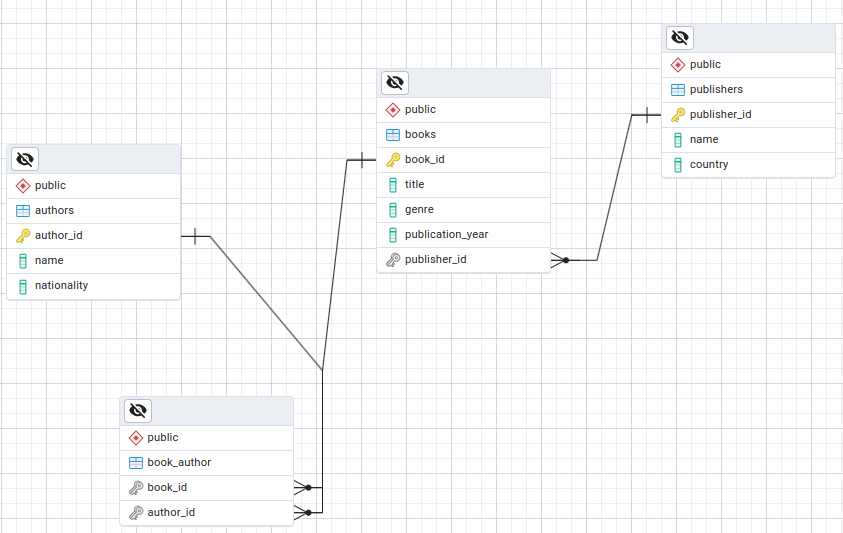 public
publishers
publisher_id
name
country
public
books
book_id
title
genre
publication_year
publisher_id
public
authors
author_id
name
nationality
public
book_author
book_id
author_id